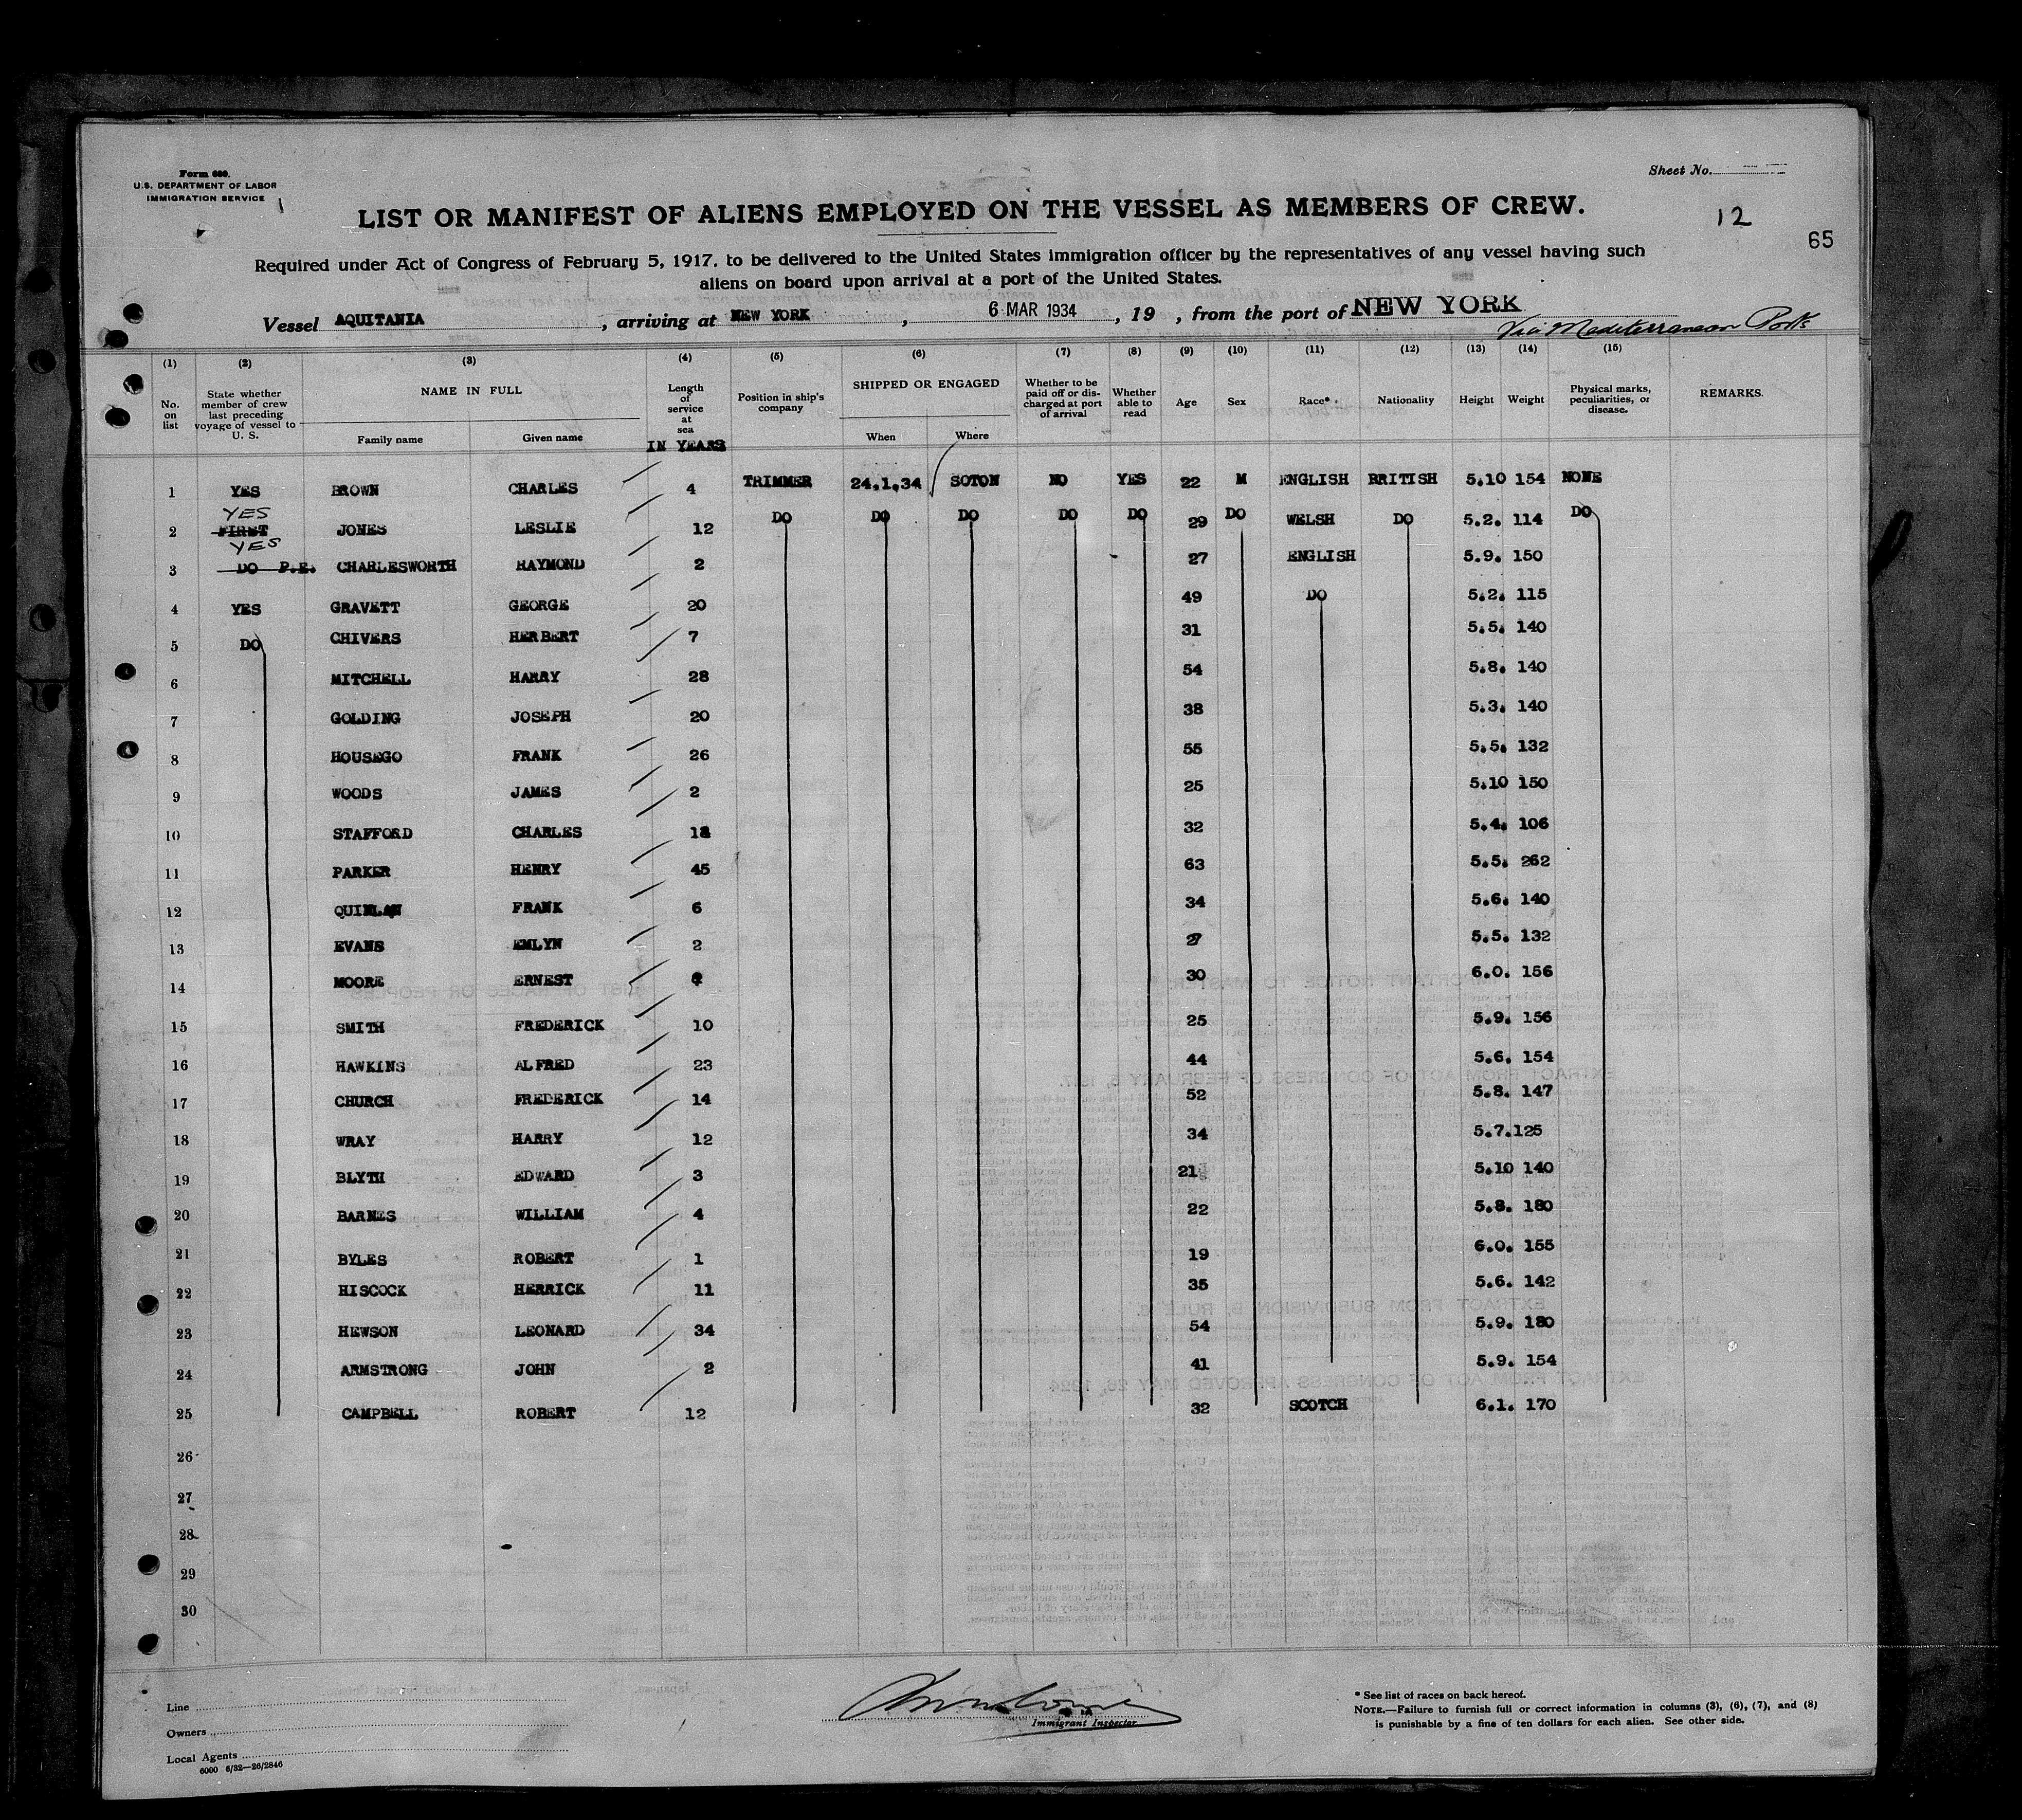 Form 680.
U.S. DEPARTMENT OF LABOR
IMMIGRATION SERVICE
Sheet No.
LIST OR MANIFEST OF ALIENS EMPLOYED ON THE VESSEL AS MEMBERS OF CREW.
12
65
Required under Act of Congress of February 5, 1917, to be delivered to the United States immigration officer by the representatives of any vessel having such
aliens on board upon arrival at a port of the United States.
Vessel AQUITANIA, arriving at NEW YORK, 6 MAR 1934, 19 , from the port of NEW YORK
Via Mediterranean Ports
(1) (2) (3) (4) (5) (6) (7) (8) (9) (10) (11) (12) (13) (14) (15)
No. on list
State whether member of crew last preceding voyage of vessel to U. S.
NAME IN FULL
Family name
Given name
Length of service at sea
IN YEARS
Position in ship's company
SHIPPED OR ENGAGED
When
Where
Whether to be paid off or discharged at port of arrival
Whether able to read
Age
Sex
Race*
Nationality
Height
Weight
Physical marks, peculiarities, or disease.
REMARKS.
1 YES BROWN CHARLES 4 TRIMMER 24.1.34 SOTON NO YES 22 M ENGLISH BRITISH 5.10 154 NONE
YES
2 FIRST JONES LESLIE 12 DO DO DO DO DO 29 DO WELSH DO 5.2. 114 DO
YES
3 DO P.E. CHARLESWORTH RAYMOND 2 27 ENGLISH 5.9. 150
4 YES GRAVETT GEORGE 20 49 DO 5.2. 115
5 DO CHIVERS HERBERT 7 31 5.5. 140
6 MITCHELL HARRY 28 54 5.8. 140
7 GOLDING JOSEPH 20 38 5.3. 140
8 HOUSEGO FRANK 26 55 5.5. 132
9 WOODS JAMES 2 25 5.10 150
10 STAFFORD CHARLES 32 5.4. 106
11 PARKER HENRY 45 63 5.5. 262
12 QUINLAN FRANK 6 34 5.6. 140
13 EVANS EMLYN 2 27 5.5. 132
14 MOORE ERNEST 30 6.0. 156
15 SMITH FREDERICK 10 25 5.9. 156
16 HAWKINS ALFRED 23 44 5.6. 154
17 CHURCH FREDERICK 14 52 5.8. 147
18 WRAY HARRY 12 34 5.7.125
19 BLYTH EDWARD 3 21 5.10 140
20 BARNES WILLIAM 4 22 5.8. 180
21 BYLES ROBERT 1 19 6.0. 155
22 HISCOCK HERRICK 11 35 5.6. 142
23 HEWSON LEONARD 34 54 5.9. 180
24 ARMSTRONG JOHN 2 41 5.9. 154
25 CAMPBELL ROBERT 12 32 SCOTCH 6.1. 170
26
27
28
29
30
Line
Owners
Local Agents
6000 6/32—26/2846
Immigrant Inspector
* See list of races on back hereof.
NOTE.—Failure to furnish full or correct information in columns (3), (6), (7), and (8)
is punishable by a fine of ten dollars for each alien. See other side.